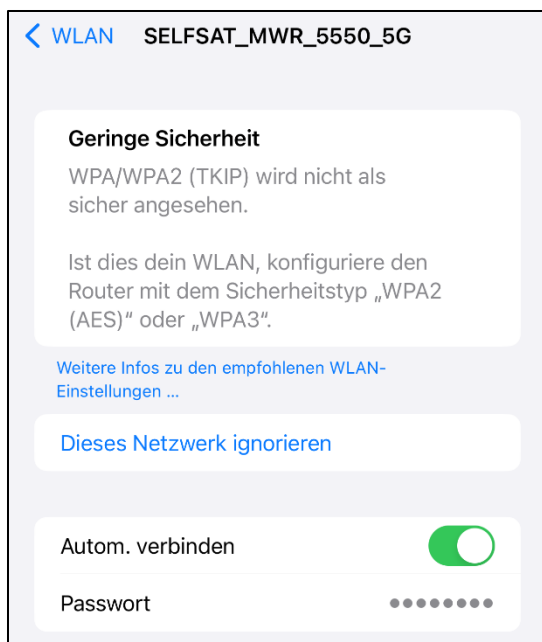 WLAN SELFSAT_MWR_5550_5G
Geringe Sicherheit
WPA/WPA2 (TKIP) wird nicht als
sicher angesehen.
Ist dies dein WLAN, konfiguriere den
Router mit dem Sicherheitstyp „WPA2
(AES)“ oder „WPA3“.
Weitere Infos zu den empfohlenen WLAN-
Einstellungen ...
Dieses Netzwerk ignorieren
Autom. verbinden
Passwort ●●●●●●●●